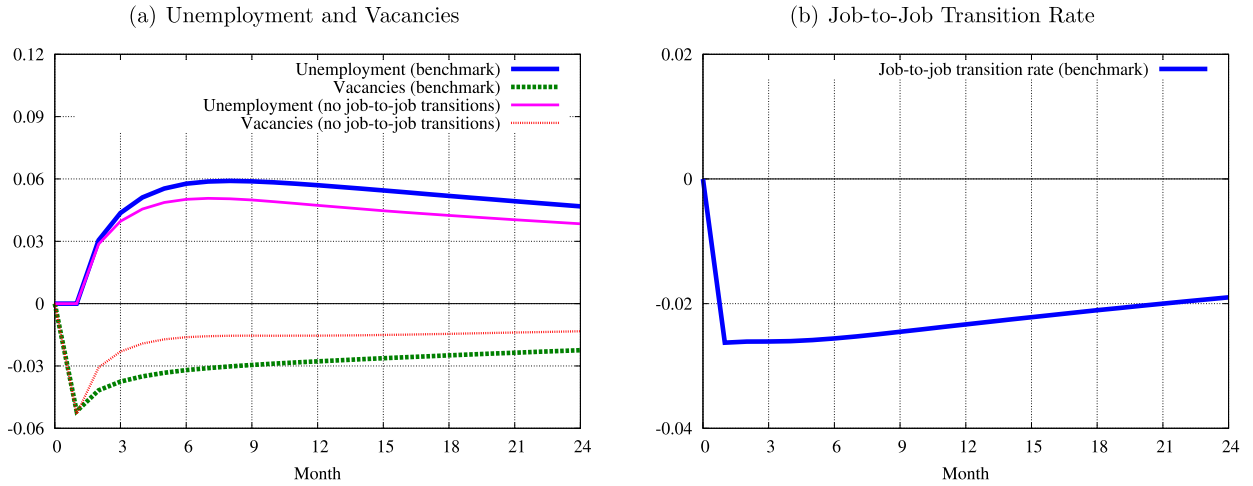 (a) Unemployment and Vacancies
0.12
0.09
0.06
0.03
0
-0.03
-0.06
Unemployment (benchmark)
Vacancies (benchmark)
Unemployment (no job-to-job transitions)
Vacancies (no job-to-job transitions)
0 3 6 9 12 15 18 21 24
Month
(b) Job-to-Job Transition Rate
0.02
0
-0.02
-0.04
Job-to-job transition rate (benchmark)
0 3 6 9 12 15 18 21 24
Month